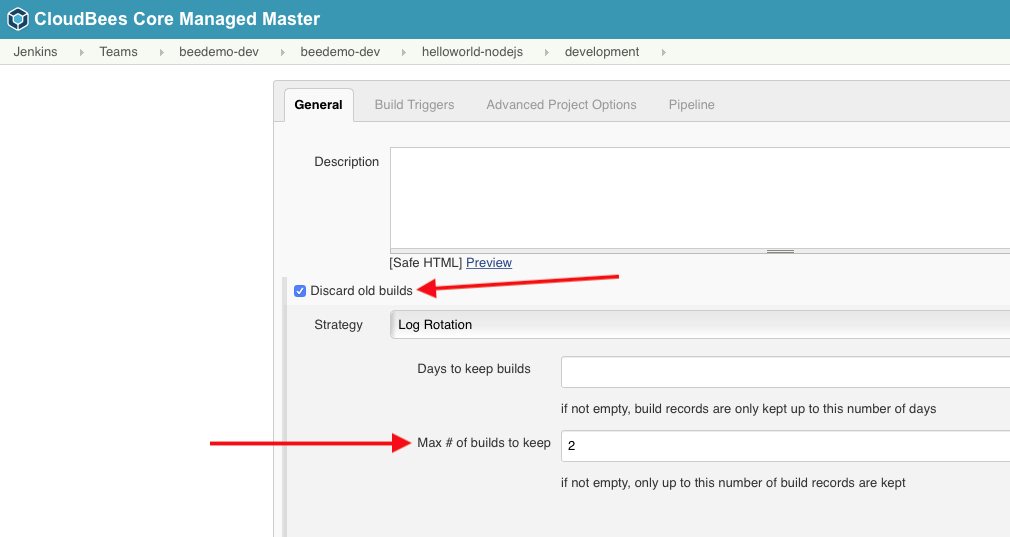 CloudBees Core Managed Master
Jenkins Teams beedemo-dev beedemo-dev helloworld-nodejs development
General Build Triggers Advanced Project Options Pipeline
Description
[Safe HTML] Preview
Discard old builds
Strategy Log Rotation
Days to keep builds
if not empty, build records are only kept up to this number of days
Max # of builds to keep 2
if not empty, only up to this number of build records are kept